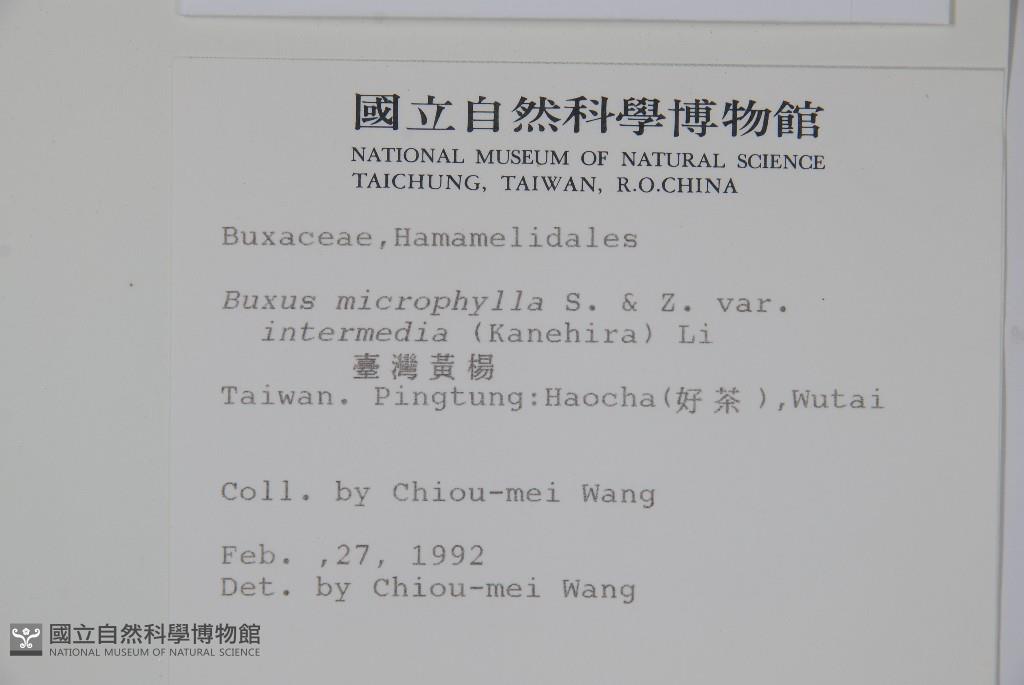 國立自然科學博物館
NATIONAL MUSEUM OF NATURAL SCIENCE
TAICHUNG, TAIWAN, R.O.CHINA
Buxaceae,Hamamelidales
Buxus microphylla S. & Z. var.
intermedia (Kanehira) Li
臺灣黃楊
Taiwan. Pingtung:Haocha(好茶),Wutai
Coll. by Chiou-mei Wang
Feb. ,27, 1992
Det. by Chiou-mei Wang
國立自然科學博物館
NATIONAL MUSEUM OF NATURAL SCIENCE